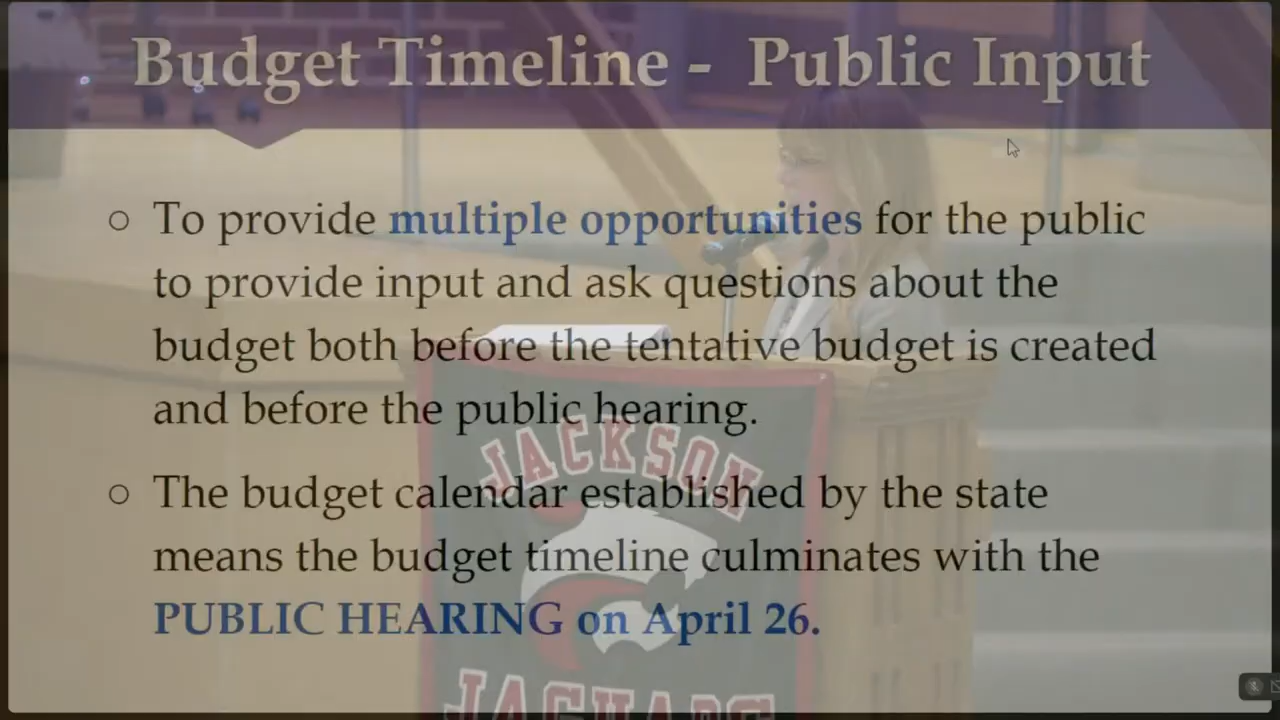 Budget Timeline - Public Input
○ To provide multiple opportunities for the public
to provide input and ask questions about the
budget both before the tentative budget is created
and before the public hearing.
○ The budget calendar established by the state
means the budget timeline culminates with the
PUBLIC HEARING on April 26.
JACKSON
JAGUARS